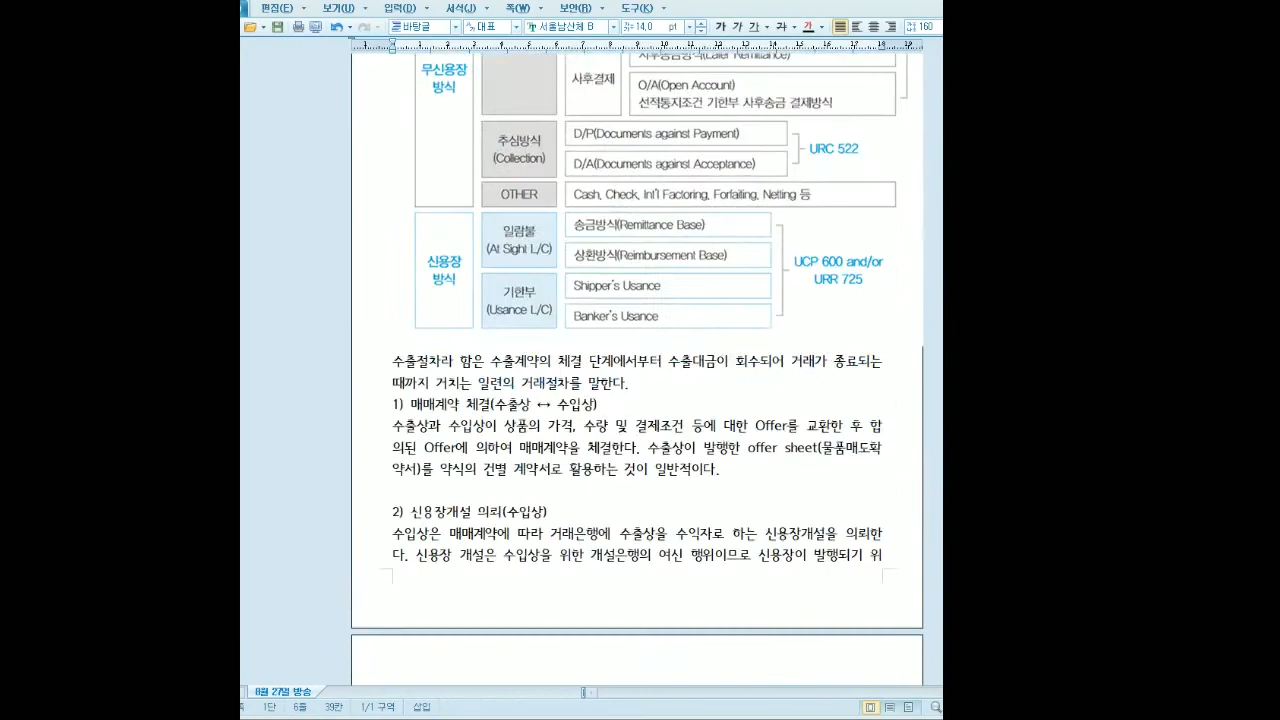 편집(E) 보기(U) 입력(D) 서식(J) 쪽(W) 보안(B) 도구(K)
바탕글 대표 서울남산체 B 14.0 pt 가 가 가 가 가 160
무신용장
방식
사후결제
사후송금방식(Later Remittance)
O/A(Open Account)
선적통지조건 기한부 사후송금 결제방식
추심방식
(Collection)
D/P(Documents against Payment)
D/A(Documents against Acceptance)
URC 522
OTHER
Cash, Check, Int'l Factoring, Forfaiting, Netting 등
신용장
방식
일람불
(At Sight L/C)
송금방식(Remittance Base)
상환방식(Reimbursement Base)
기한부
(Usance L/C)
Shipper's Usance
Banker's Usance
UCP 600 and/or
URR 725
수출절차라 함은 수출계약의 체결 단계에서부터 수출대금이 회수되어 거래가 종료되는
때까지 거치는 일련의 거래절차를 말한다.
1) 매매계약 체결(수출상 ↔ 수입상)
수출상과 수입상이 상품의 가격, 수량 및 결제조건 등에 대한 Offer를 교환한 후 합
의된 Offer에 의하여 매매계약을 체결한다. 수출상이 발행한 offer sheet(물품매도확
약서)를 약식의 건별 계약서로 활용하는 것이 일반적이다.
2) 신용장개설 의뢰(수입상)
수입상은 매매계약에 따라 거래은행에 수출상을 수익자로 하는 신용장개설을 의뢰한
다. 신용장 개설은 수입상을 위한 개설은행의 여신 행위이므로 신용장이 발행되기 위
8월 27일 방송
1단 6줄 39칸 1/1 구역 삽입